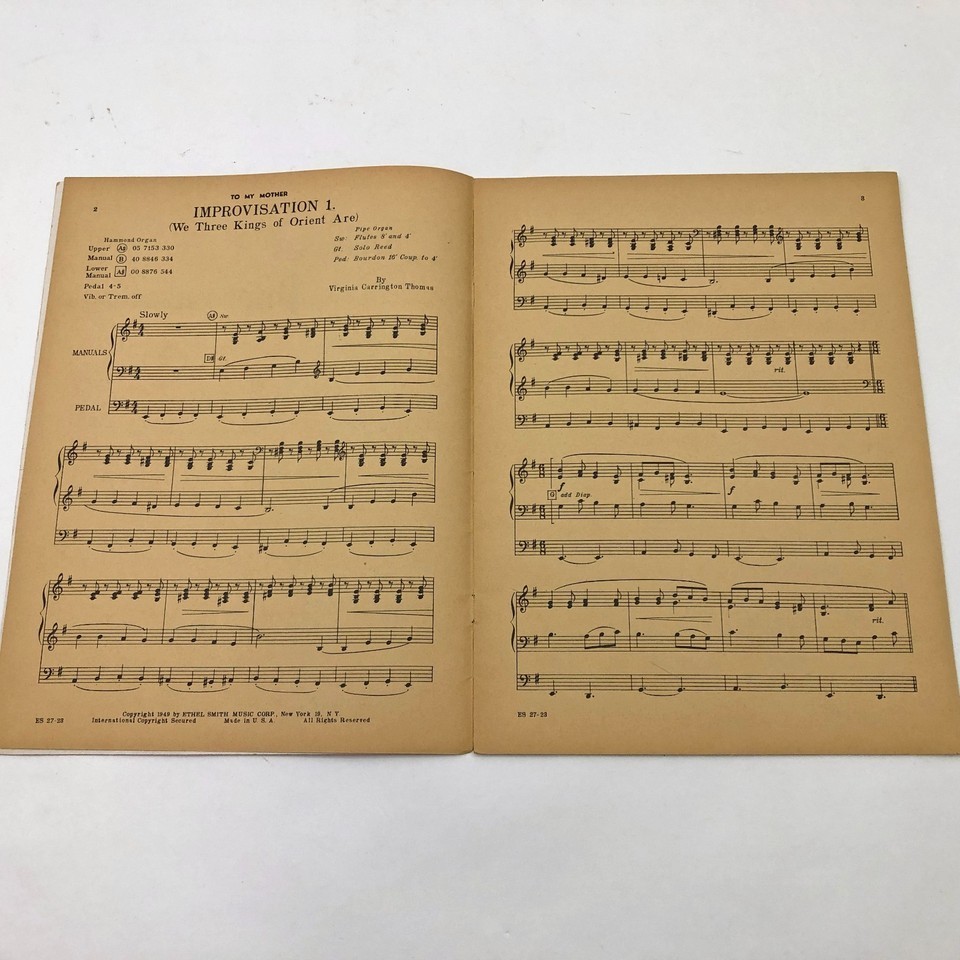 2
TO MY MOTHER
IMPROVISATION 1.
(We Three Kings of Orient Are)
Hammond Organ
Upper A♯ 05 7153 330
Manual B 40 8846 334
Lower
Manual A♯ 00 8876 544
Pedal 4-5
Vib. or Trem. off
Pipe Organ
Sw. Flutes 8' and 4'
Gt. Solo Reed
Ped: Bourdon 16' Coup. to 4'
By
Virginia Carrington Thomas
Slowly
A♯ Sw.
MANUALS
Gt.
PEDAL
Copyright 1949 by ETHEL SMITH MUSIC CORP., New York 19, N. Y.
ES 27-23 International Copyright Secured Made in U. S. A. All Rights Reserved
3
rit.
f
G add Diap.
f
rit.
ES 27-23